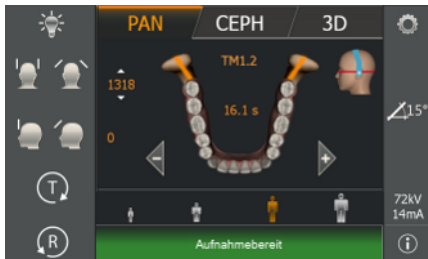 PAN CEPH 3D
TM1.2
1318
16.1 s
15°
0
T
72kV
14mA
R
Aufnahmebereit
i